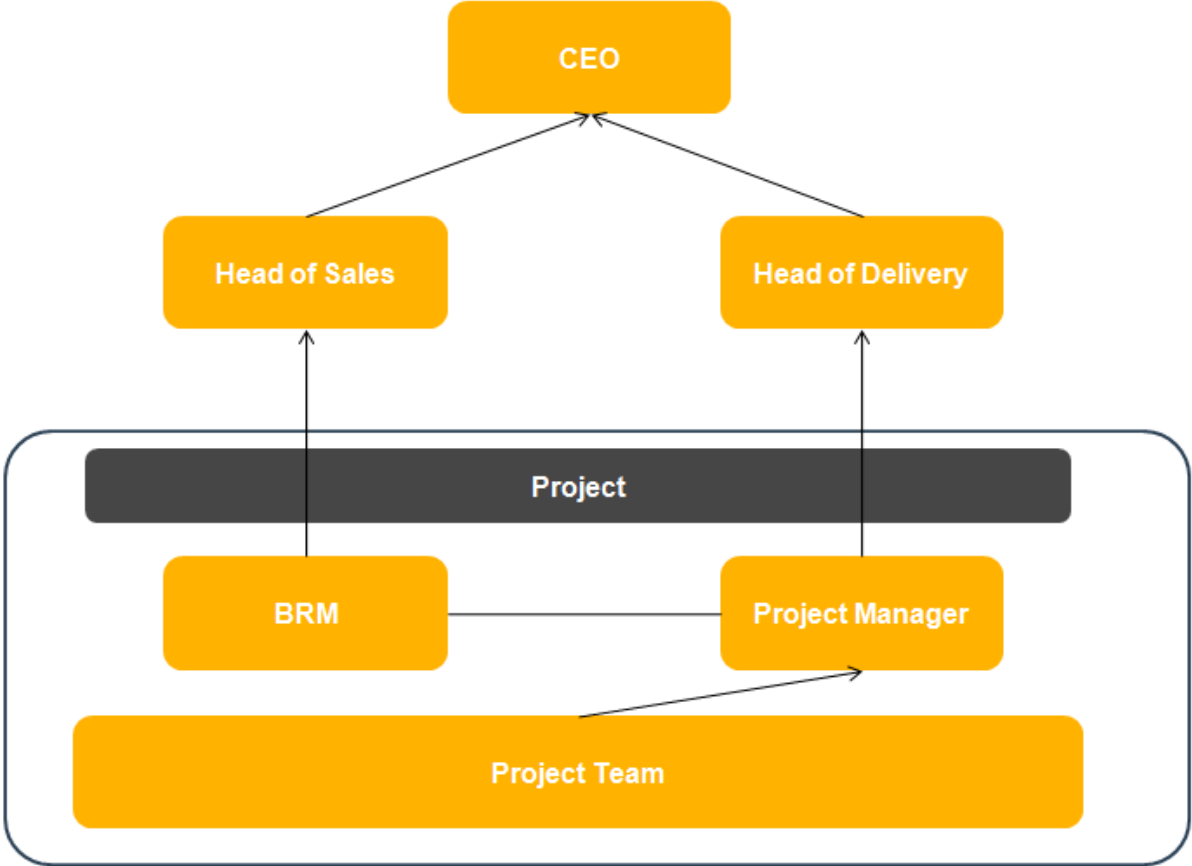 CEO
Head of Sales
Head of Delivery
Project
BRM
Project Manager
Project Team